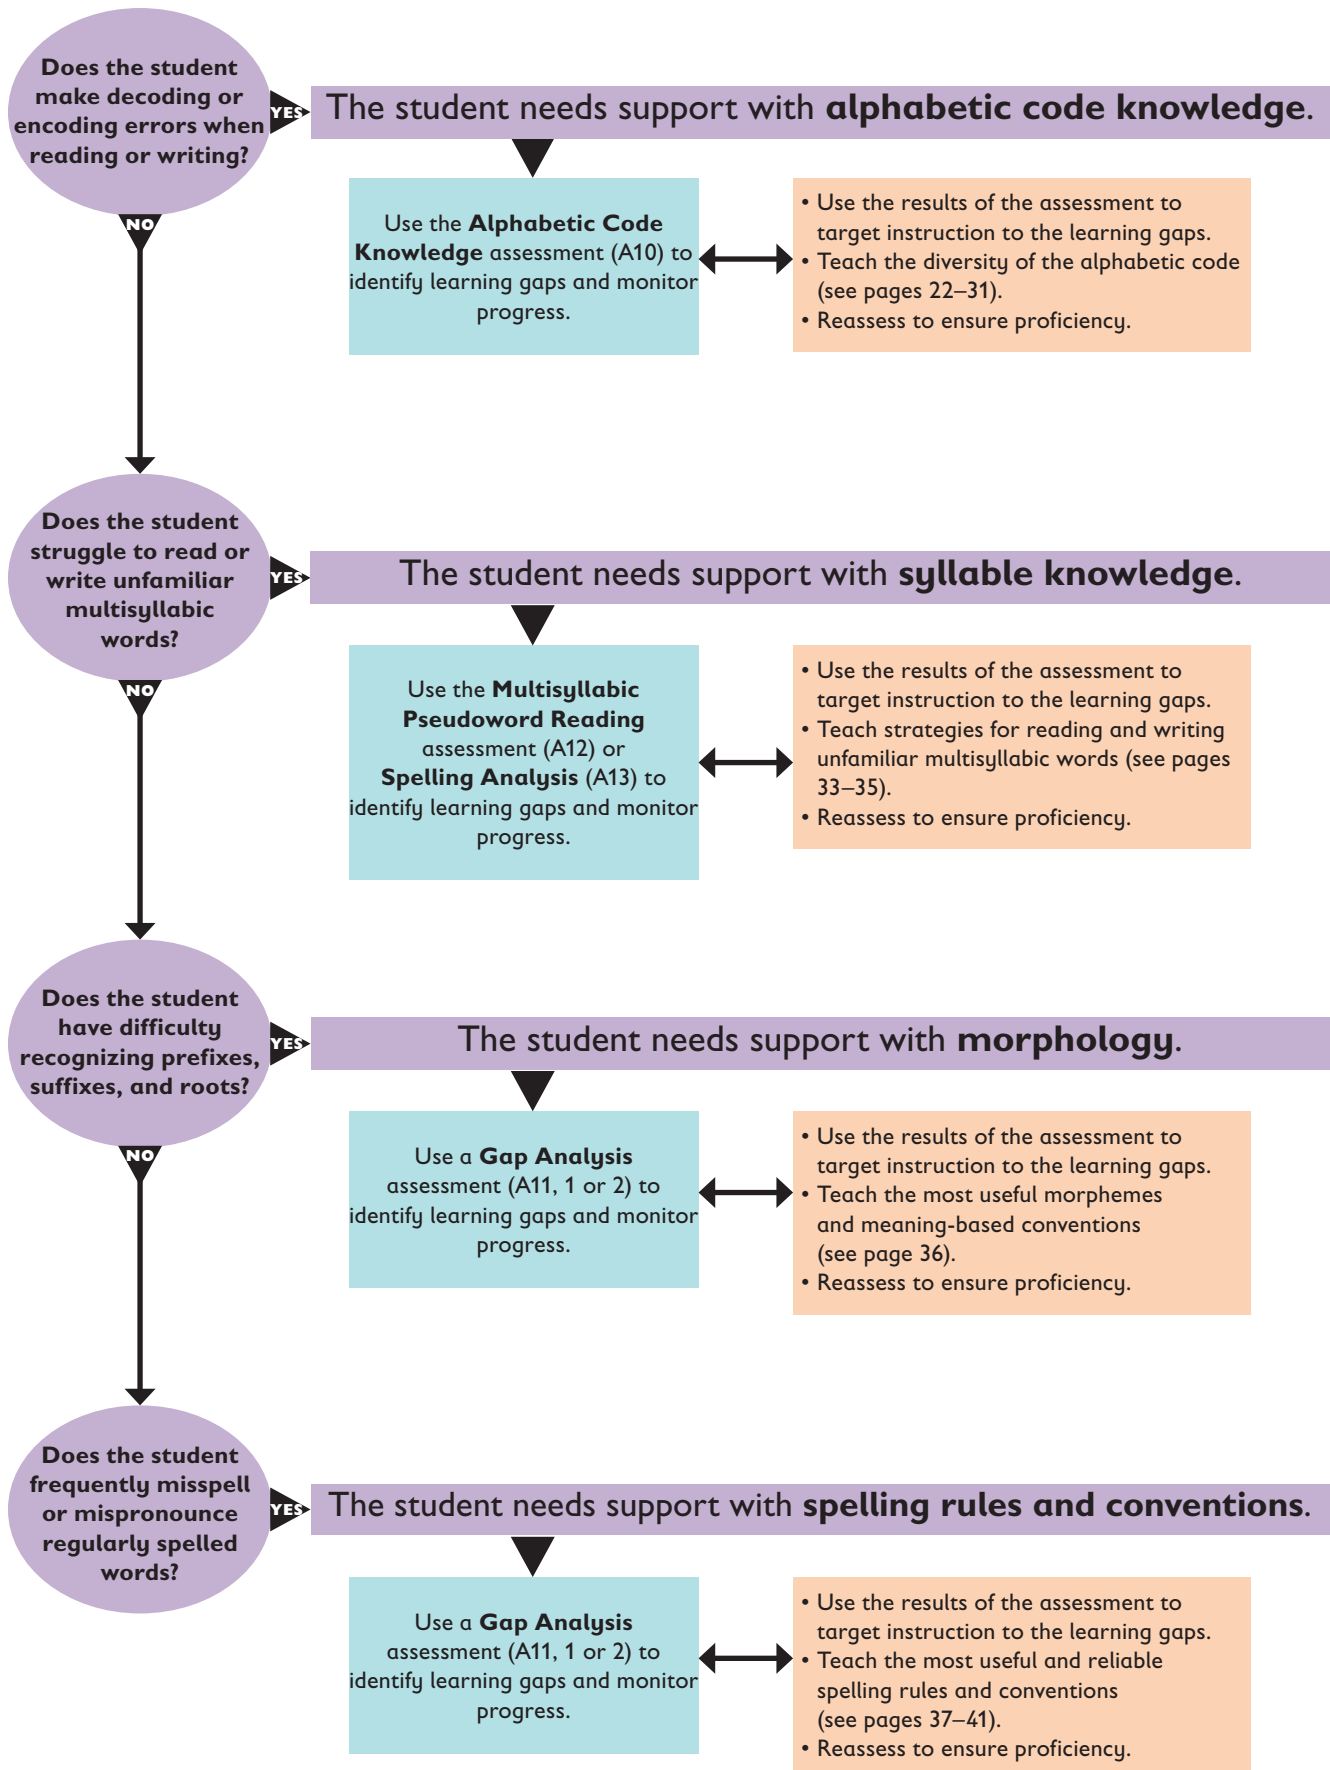 Does the student
make decoding or
encoding errors when
reading or writing?
YES
The student needs support with alphabetic code knowledge.
NO
Use the Alphabetic Code
Knowledge assessment (A10) to
identify learning gaps and monitor
progress.
• Use the results of the assessment to
target instruction to the learning gaps.
• Teach the diversity of the alphabetic code
(see pages 22–31).
• Reassess to ensure proficiency.
Does the student
struggle to read or
write unfamiliar
multisyllabic
words?
YES
The student needs support with syllable knowledge.
NO
Use the Multisyllabic
Pseudoword Reading
assessment (A12) or
Spelling Analysis (A13) to
identify learning gaps and monitor
progress.
• Use the results of the assessment to
target instruction to the learning gaps.
• Teach strategies for reading and writing
unfamiliar multisyllabic words (see pages
33–35).
• Reassess to ensure proficiency.
Does the student
have difficulty
recognizing prefixes,
suffixes, and roots?
YES
The student needs support with morphology.
NO
Use a Gap Analysis
assessment (A11, 1 or 2) to
identify learning gaps and monitor
progress.
• Use the results of the assessment to
target instruction to the learning gaps.
• Teach the most useful morphemes
and meaning-based conventions
(see page 36).
• Reassess to ensure proficiency.
Does the student
frequently misspell
or mispronounce
regularly spelled
words?
YES
The student needs support with spelling rules and conventions.
Use a Gap Analysis
assessment (A11, 1 or 2) to
identify learning gaps and monitor
progress.
• Use the results of the assessment to
target instruction to the learning gaps.
• Teach the most useful and reliable
spelling rules and conventions
(see pages 37–41).
• Reassess to ensure proficiency.